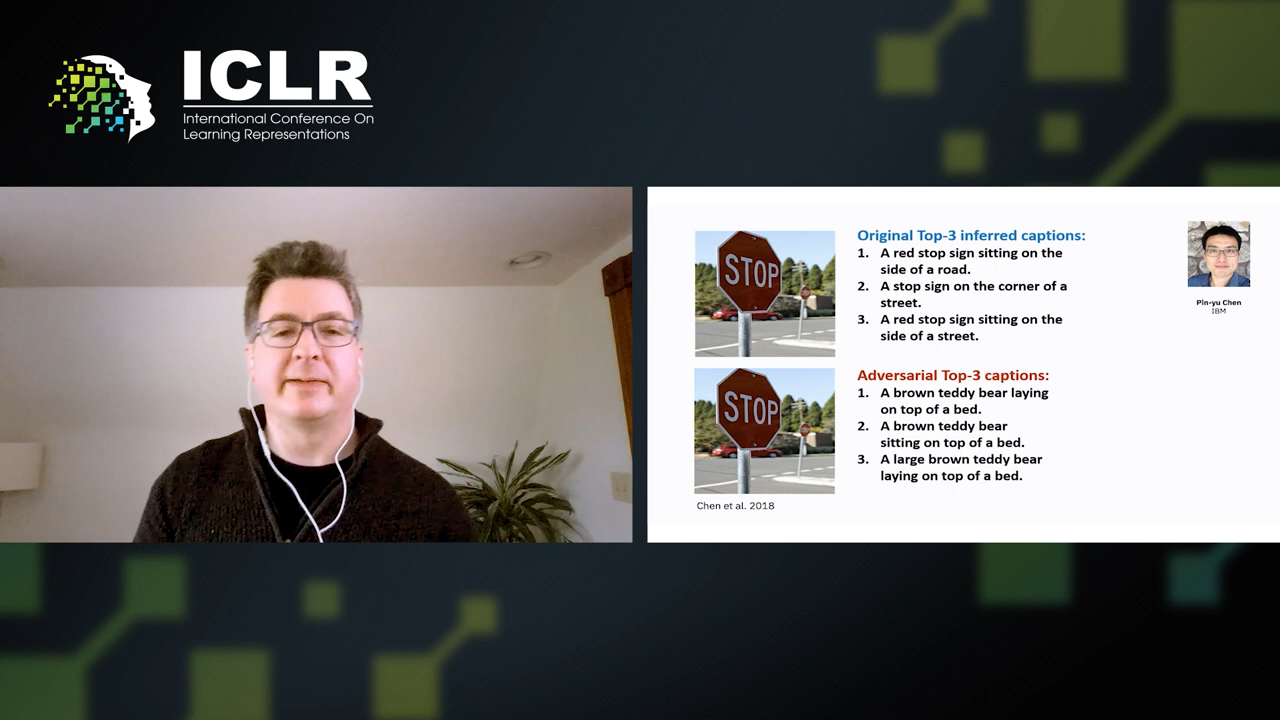 ICLR
International Conference On
Learning Representations
STOP
Original Top-3 inferred captions:
1. A red stop sign sitting on the
side of a road.
2. A stop sign on the corner of a
street.
3. A red stop sign sitting on the
side of a street.
Pin-yu Chen
IBM
STOP
Adversarial Top-3 captions:
1. A brown teddy bear laying
on top of a bed.
2. A brown teddy bear
sitting on top of a bed.
3. A large brown teddy bear
laying on top of a bed.
Chen et al. 2018